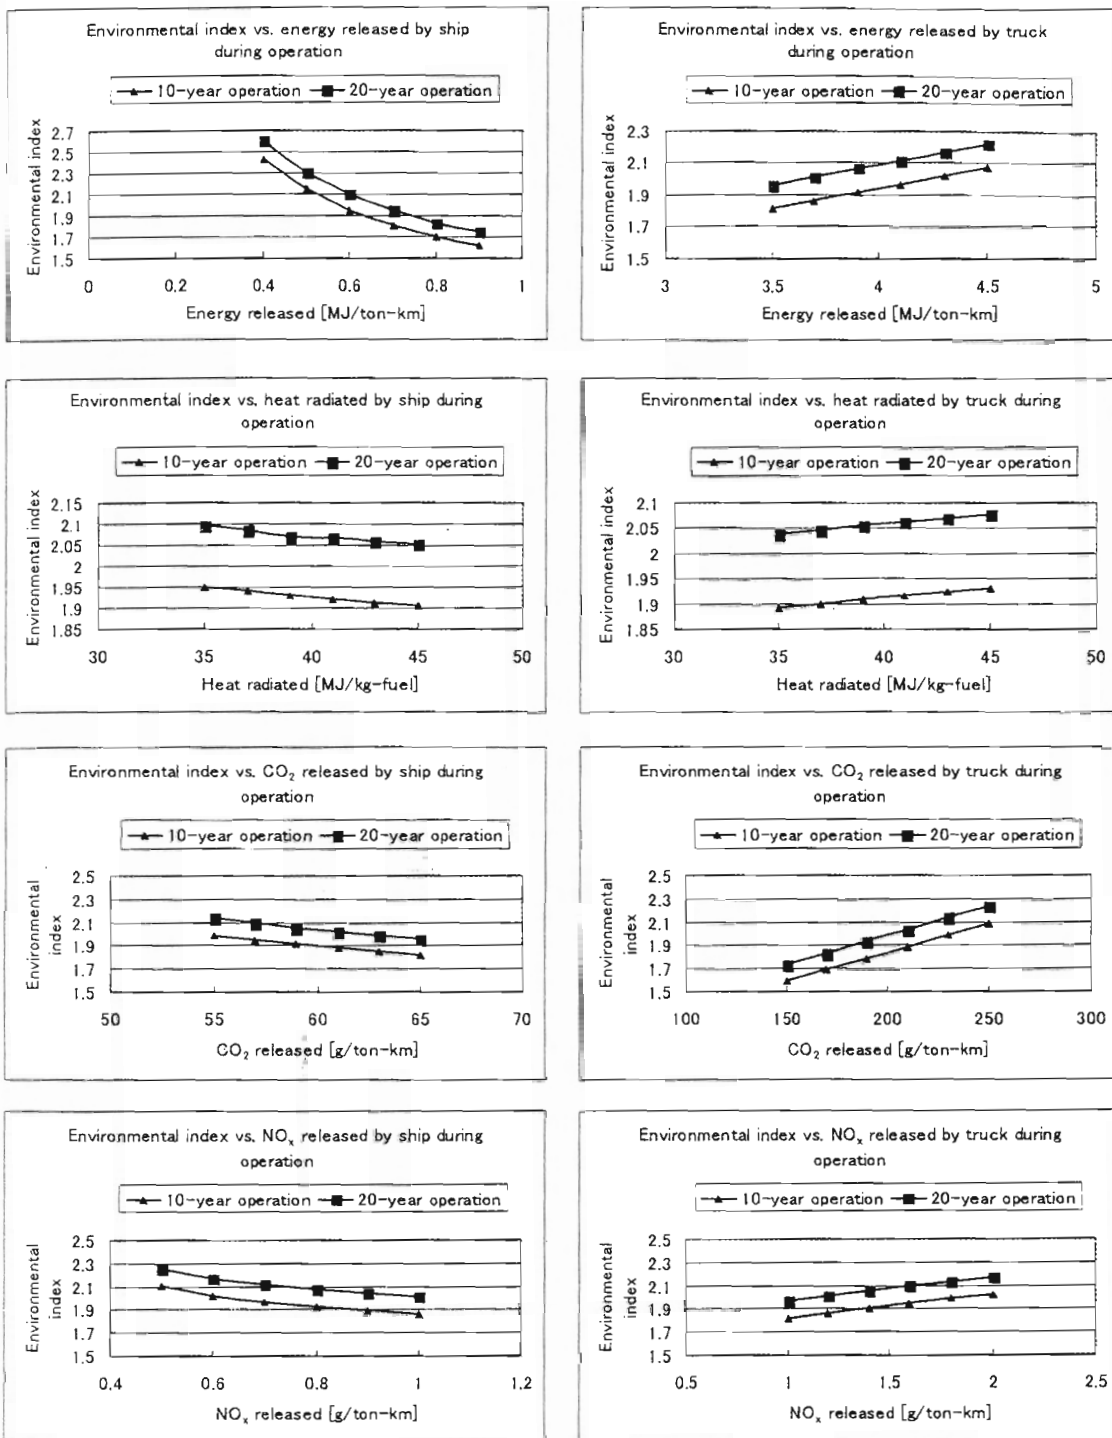 Environmental index vs. energy released by ship
during operation
10-year operation 20-year operation
Environmental index
2.7
2.5
2.3
2.1
1.9
1.7
1.5
0 0.2 0.4 0.6 0.8 1
Energy released [MJ/ton-km]
Environmental index vs. energy released by truck
during operation
10-year operation 20-year operation
Environmental index
2.3
2.1
1.9
1.7
1.5
3 3.5 4 4.5 5
Energy released [MJ/ton-km]
Environmental index vs. heat radiated by ship during
operation
10-year operation 20-year operation
Environmental index
2.15
2.1
2.05
2
1.95
1.9
1.85
30 35 40 45 50
Heat radiated [MJ/kg-fuel]
Environmental index vs. heat radiated by truck during
operation
10-year operation 20-year operation
Environmental index
2.1
2.05
2
1.95
1.9
1.85
30 35 40 45 50
Heat radiated [MJ/kg-fuel]
Environmental index vs. CO₂ released by ship during
operation
10-year operation 20-year operation
Environmental
index
2.5
2.3
2.1
1.9
1.7
1.5
50 55 60 65 70
CO₂ released [g/ton-km]
Environmental index vs. CO₂ released by truck during
operation
10-year operation 20-year operation
Environmental
index
2.5
2.3
2.1
1.9
1.7
1.5
100 150 200 250 300
CO₂ released [g/ton-km]
Environmental index vs. NOₓ released by ship during
operation
10-year operation 20-year operation
Environmental
index
2.5
2.3
2.1
1.9
1.7
1.5
0.4 0.6 0.8 1 1.2
NOₓ released [g/ton-km]
Environmental index vs. NOₓ released by truck during
operation
10-year operation 20-year operation
Environmental
index
2.5
2.3
2.1
1.9
1.7
1.5
0.5 1 1.5 2 2.5
NOₓ released [g/ton-km]